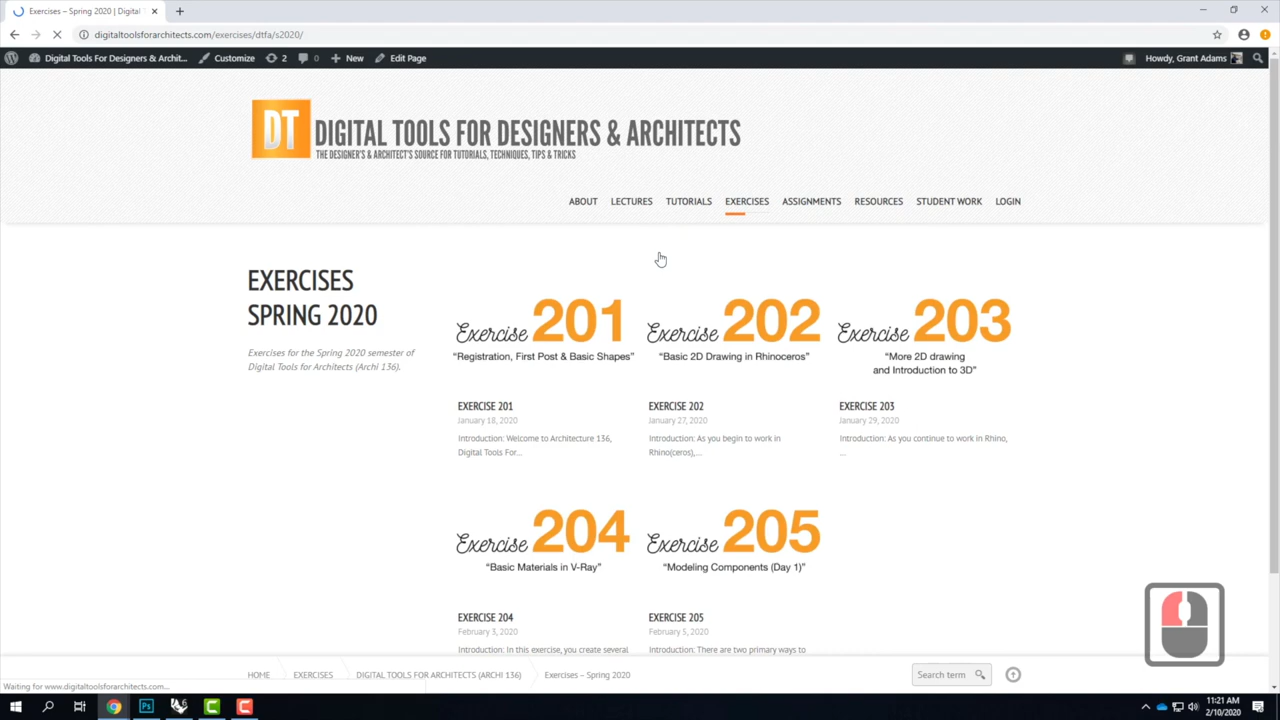 Exercises – Spring 2020 | Digital
digitaltoolsforarchitects.com/exercises/dtfa/s2020/
Digital Tools For Designers & Archit... Customize 2 0 New Edit Page Howdy, Grant Adams
DT DIGITAL TOOLS FOR DESIGNERS & ARCHITECTS
THE DESIGNER'S & ARCHITECT'S SOURCE FOR TUTORIALS, TECHNIQUES, TIPS & TRICKS
ABOUT LECTURES TUTORIALS EXERCISES ASSIGNMENTS RESOURCES STUDENT WORK LOGIN
EXERCISES
SPRING 2020
Exercises for the Spring 2020 semester of
Digital Tools for Architects (Archi 136).
Exercise 201
“Registration, First Post & Basic Shapes”
EXERCISE 201
January 18, 2020
Introduction: Welcome to Architecture 136,
Digital Tools For...
Exercise 202
“Basic 2D Drawing in Rhinoceros”
EXERCISE 202
January 27, 2020
Introduction: As you begin to work in
Rhino(ceros),...
Exercise 203
“More 2D drawing
and Introduction to 3D”
EXERCISE 203
January 29, 2020
Introduction: As you continue to work in Rhino,
...
Exercise 204
“Basic Materials in V-Ray”
EXERCISE 204
February 3, 2020
Introduction: In this exercise, you create several
Exercise 205
“Modeling Components (Day 1)”
EXERCISE 205
February 5, 2020
Introduction: There are two primary ways to
HOME EXERCISES DIGITAL TOOLS FOR ARCHITECTS (ARCHI 136) Exercises – Spring 2020 Search term
Waiting for www.digitaltoolsforarchitects.com...
Ps C C
11:21 AM
2/10/2020